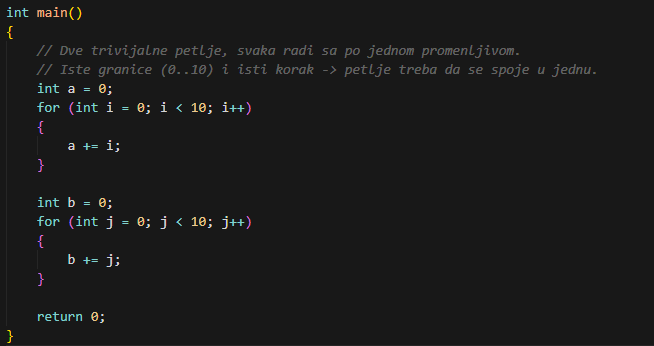 int main()
{
    // Dve trivijalne petlje, svaka radi sa po jednom promenljivom.
    // Iste granice (0..10) i isti korak -> petlje treba da se spoje u jednu.
    int a = 0;
    for (int i = 0; i < 10; i++)
    {
        a += i;
    }

    int b = 0;
    for (int j = 0; j < 10; j++)
    {
        b += j;
    }

    return 0;
}